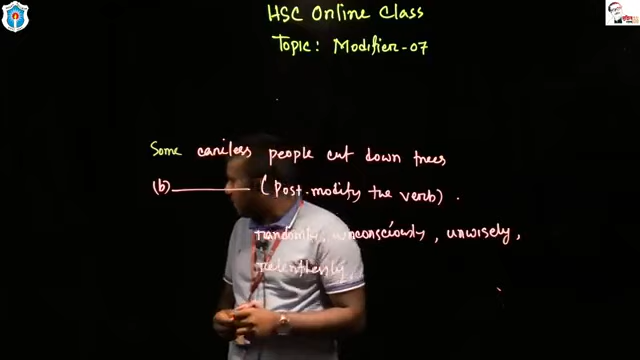 HSC Online Class
Topic: Modifier-07
Some careless people cut down trees
(b)________ (Post-modify the verb).
randomly, unconsciously, unwisely,
relentlessly,